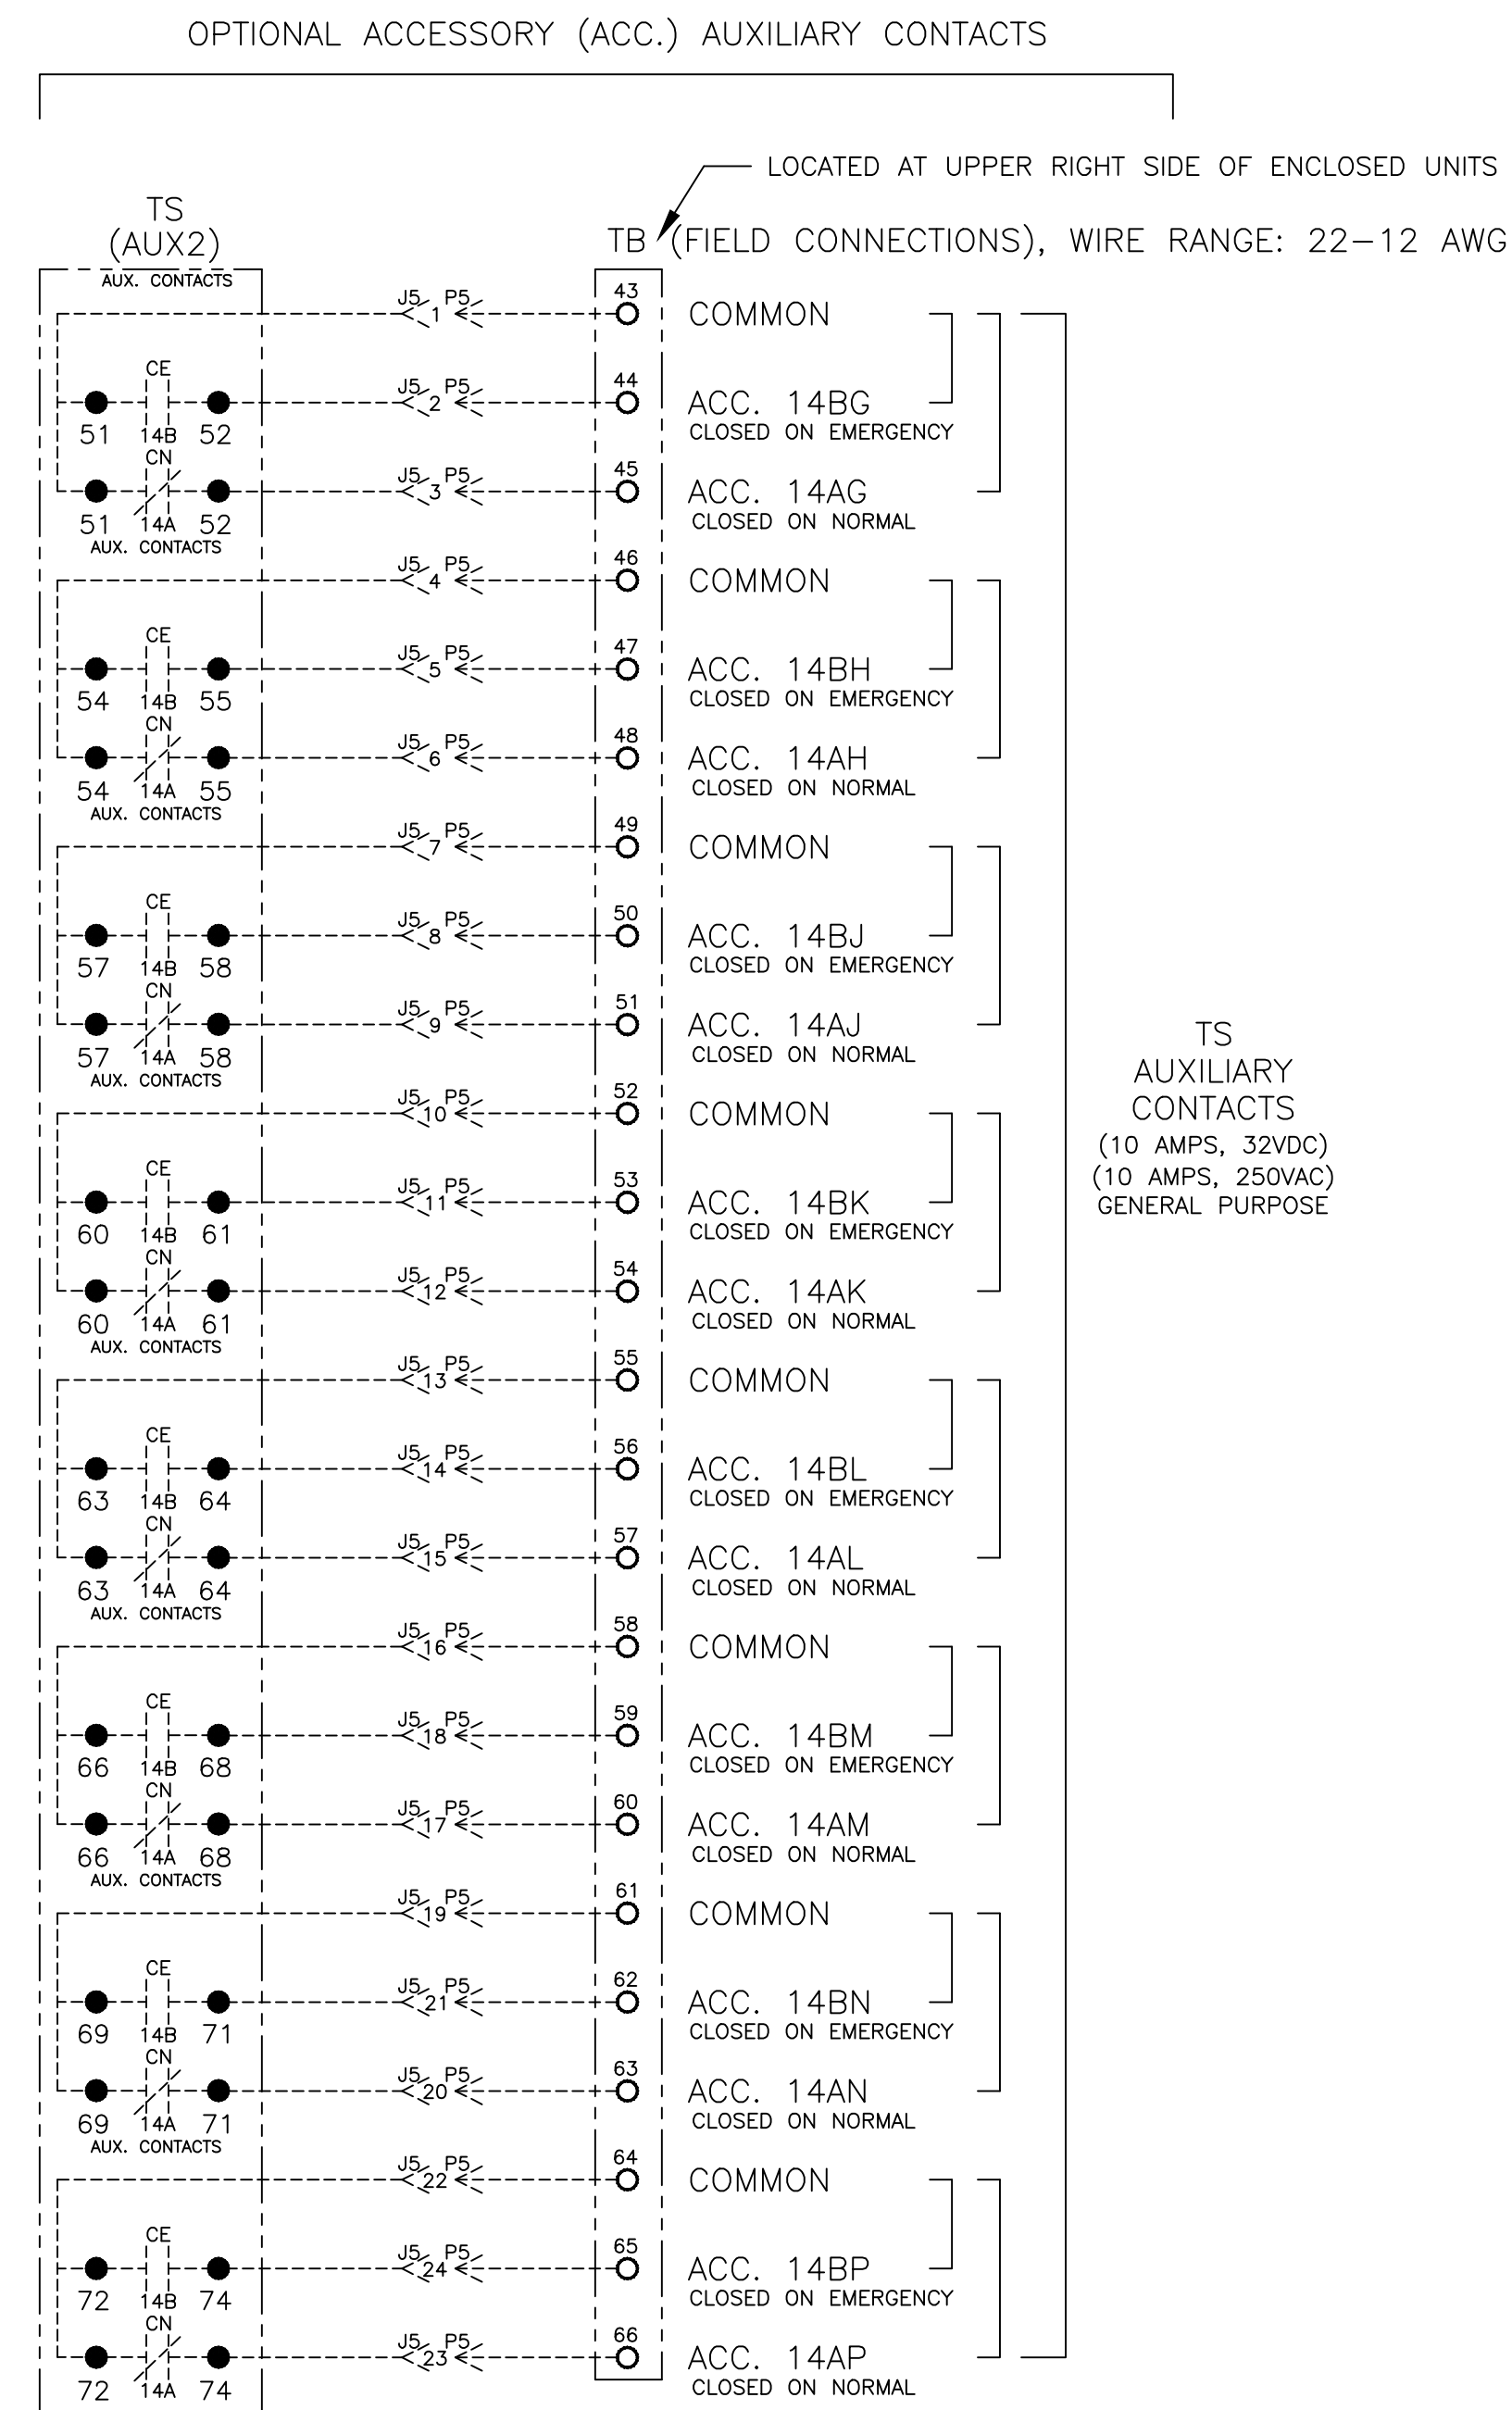 OPTIONAL ACCESSORY (ACC.) AUXILIARY CONTACTS
LOCATED AT UPPER RIGHT SIDE OF ENCLOSED UNITS
TS
(AUX2)
TB (FIELD CONNECTIONS), WIRE RANGE: 22-12 AWG
AUX. CONTACTS
J5 1 P5 43 COMMON
CE
J5 2 P5 44 ACC. 14BG
51 14B 52 CLOSED ON EMERGENCY
CN
J5 3 P5 45 ACC. 14AG
51 14A 52 CLOSED ON NORMAL
AUX. CONTACTS
J5 4 P5 46 COMMON
CE
J5 5 P5 47 ACC. 14BH
54 14B 55 CLOSED ON EMERGENCY
CN
J5 6 P5 48 ACC. 14AH
54 14A 55 CLOSED ON NORMAL
AUX. CONTACTS
J5 7 P5 49 COMMON
CE
J5 8 P5 50 ACC. 14BJ
57 14B 58 CLOSED ON EMERGENCY
CN
J5 9 P5 51 ACC. 14AJ
57 14A 58 CLOSED ON NORMAL
AUX. CONTACTS
J5 10 P5 52 COMMON
CE
J5 11 P5 53 ACC. 14BK
60 14B 61 CLOSED ON EMERGENCY
CN
J5 12 P5 54 ACC. 14AK
60 14A 61 CLOSED ON NORMAL
AUX. CONTACTS
J5 13 P5 55 COMMON
CE
J5 14 P5 56 ACC. 14BL
63 14B 64 CLOSED ON EMERGENCY
CN
J5 15 P5 57 ACC. 14AL
63 14A 64 CLOSED ON NORMAL
AUX. CONTACTS
J5 16 P5 58 COMMON
CE
J5 18 P5 59 ACC. 14BM
66 14B 68 CLOSED ON EMERGENCY
CN
J5 17 P5 60 ACC. 14AM
66 14A 68 CLOSED ON NORMAL
AUX. CONTACTS
J5 19 P5 61 COMMON
CE
J5 21 P5 62 ACC. 14BN
69 14B 71 CLOSED ON EMERGENCY
CN
J5 20 P5 63 ACC. 14AN
69 14A 71 CLOSED ON NORMAL
AUX. CONTACTS
J5 22 P5 64 COMMON
CE
J5 24 P5 65 ACC. 14BP
72 14B 74 CLOSED ON EMERGENCY
CN
J5 23 P5 66 ACC. 14AP
72 14A 74 CLOSED ON NORMAL
TS
AUXILIARY
CONTACTS
(10 AMPS, 32VDC)
(10 AMPS, 250VAC)
GENERAL PURPOSE